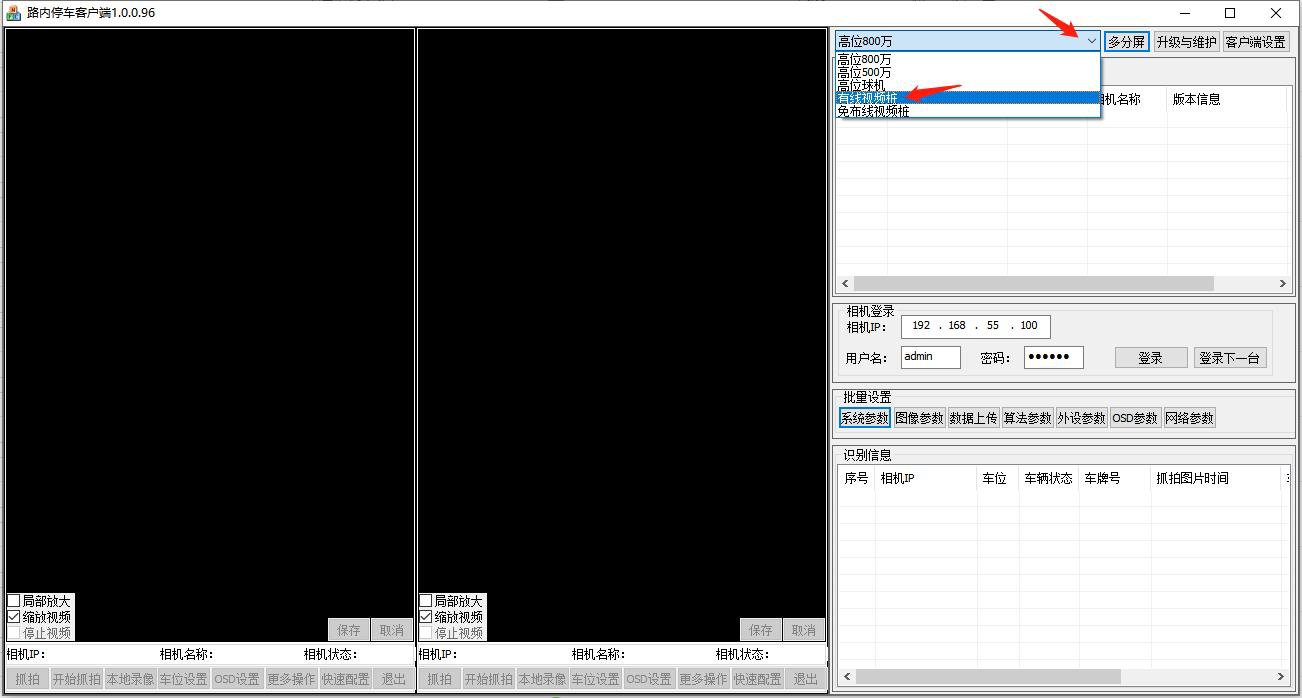 路内停车客户端1.0.0.96
高位800万
多分屏 升级与维护 客户端设置
高位800万
高位500万
高位球机
有线视频桩
免布线视频桩
相机名称 版本信息
相机登录
相机IP: 192 . 168 . 55 . 100
用户名: admin 密码: ●●●●●● 登录 登录下一台
批量设置
系统参数 图像参数 数据上传 算法参数 外设参数 OSD参数 网络参数
识别信息
序号 相机IP 车位 车辆状态 车牌号 抓拍图片时间
局部放大
缩放视频
停止视频
保存 取消
相机IP: 相机名称: 相机状态:
抓拍 开始抓拍 本地录像 车位设置 OSD设置 更多操作 快速配置 退出
局部放大
缩放视频
停止视频
保存 取消
相机IP: 相机名称: 相机状态:
抓拍 开始抓拍 本地录像 车位设置 OSD设置 更多操作 快速配置 退出